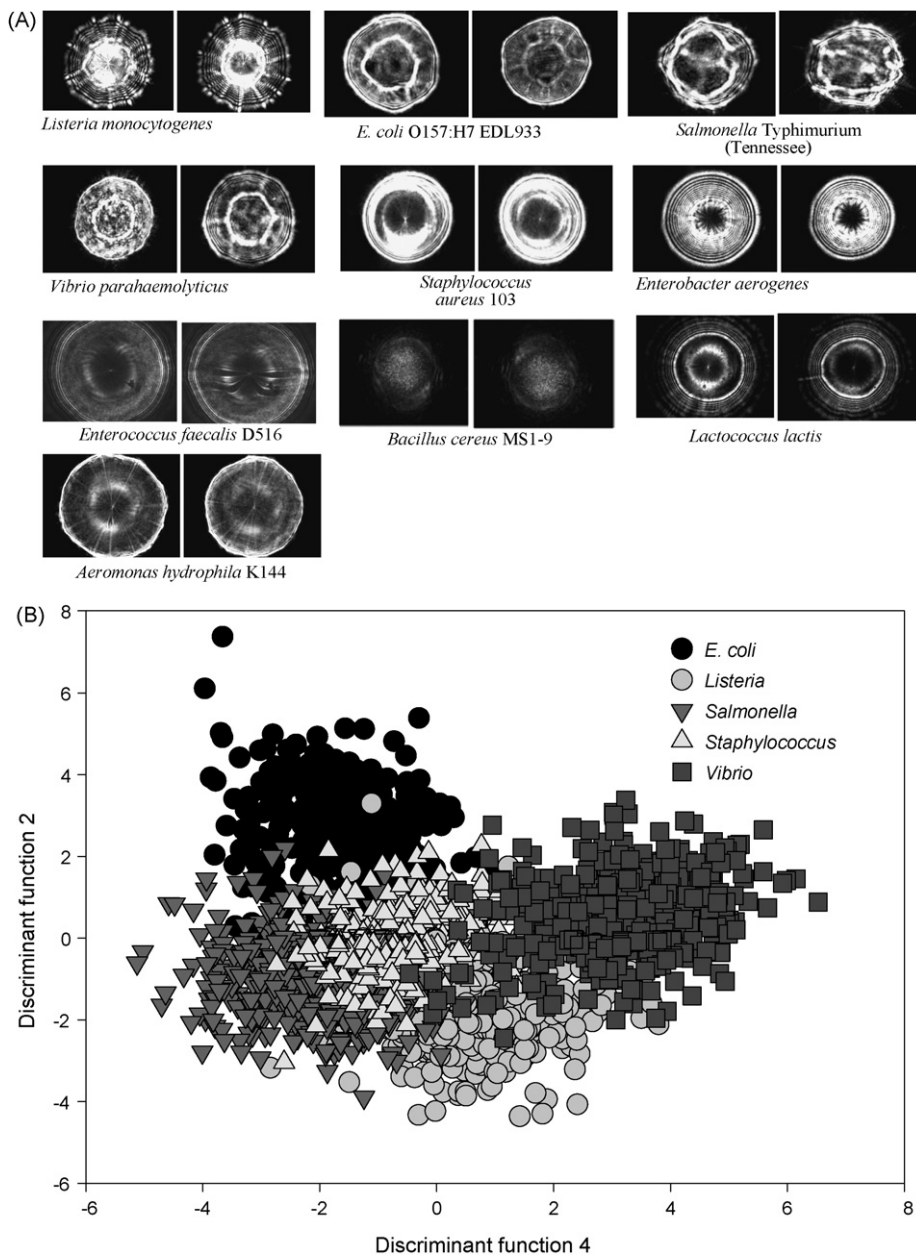 (A)
Listeria monocytogenes
E. coli O157:H7 EDL933
Salmonella Typhimurium
(Tennessee)
Vibrio parahaemolyticus
Staphylococcus
aureus 103
Enterobacter aerogenes
Enterococcus faecalis D516
Bacillus cereus MS1-9
Lactococcus lactis
Aeromonas hydrophila K144
(B)
8
6
4
2
0
-2
-4
-6
Discriminant function 2
E. coli
Listeria
Salmonella
Staphylococcus
Vibrio
-6 -4 -2 0 2 4 6 8
Discriminant function 4